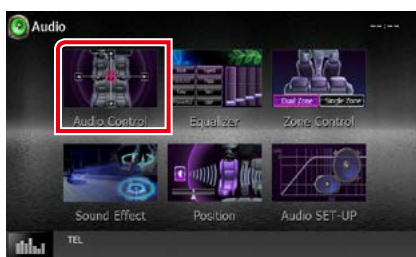 Audio
--:--
Audio Control
Equalizer
Dual Zone Single Zone
Zone Control
Sound Effect
Position
Audio SET-UP
TEL